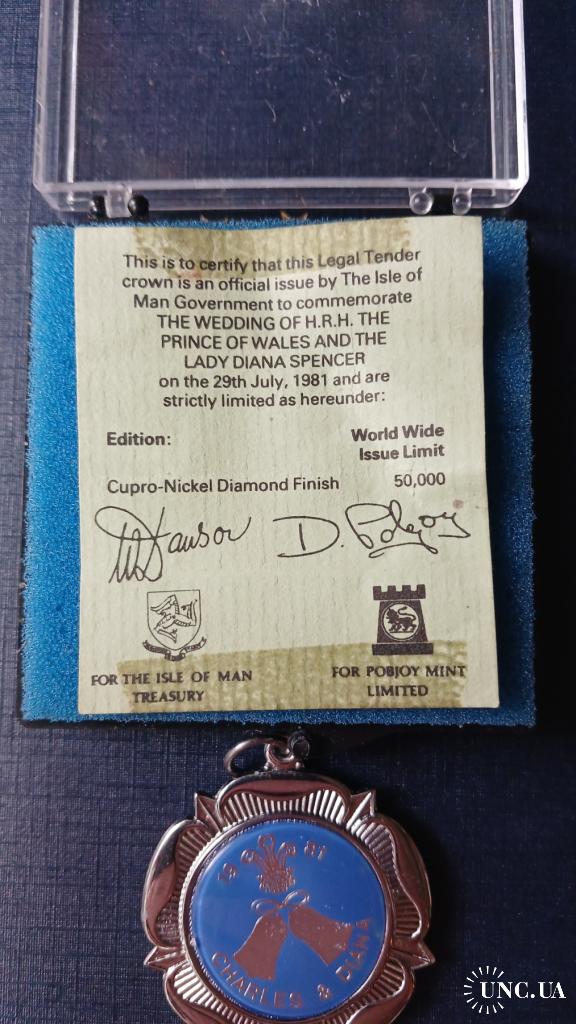 This is to certify that this Legal Tender
crown is an official issue by The Isle of
Man Government to commemorate
THE WEDDING OF H.R.H. THE
PRINCE OF WALES AND THE
LADY DIANA SPENCER
on the 29th July, 1981 and are
strictly limited as hereunder:
Edition:
World Wide
Issue Limit
Cupro-Nickel Diamond Finish 50,000
D. Pobjoy
FOR THE ISLE OF MAN
TREASURY
FOR POBJOY MINT
LIMITED
19 81
CHARLES & DIANA
UNC.UA